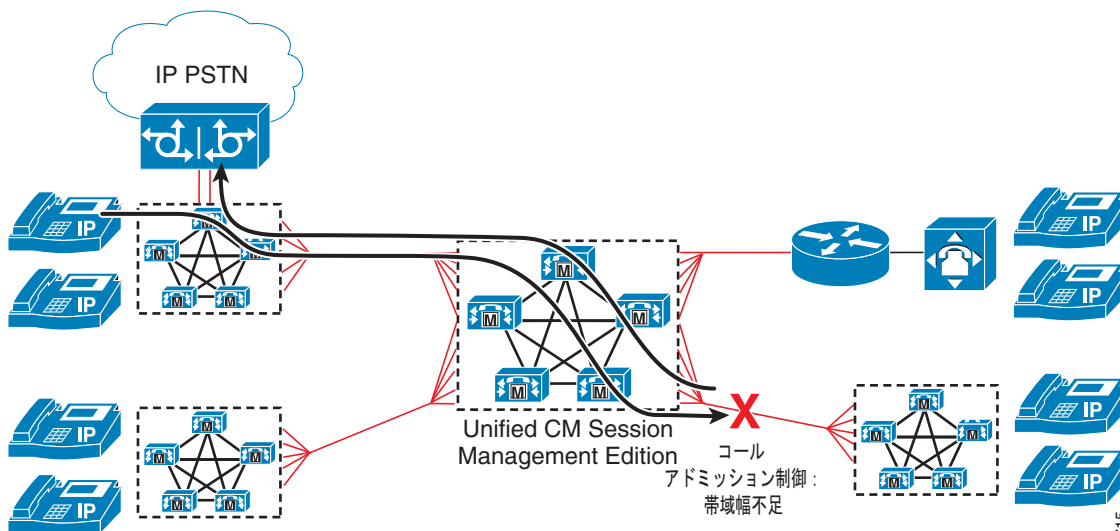 IP PSTN
IP
IP
M
M
M
M
M
Unified CM Session
Management Edition
M
M
M
M
M
コール
アドミッション制御：
帯域幅不足
IP
IP
IP
IP
M
M
M
M
M
M
M
M
M
M
IP
IP